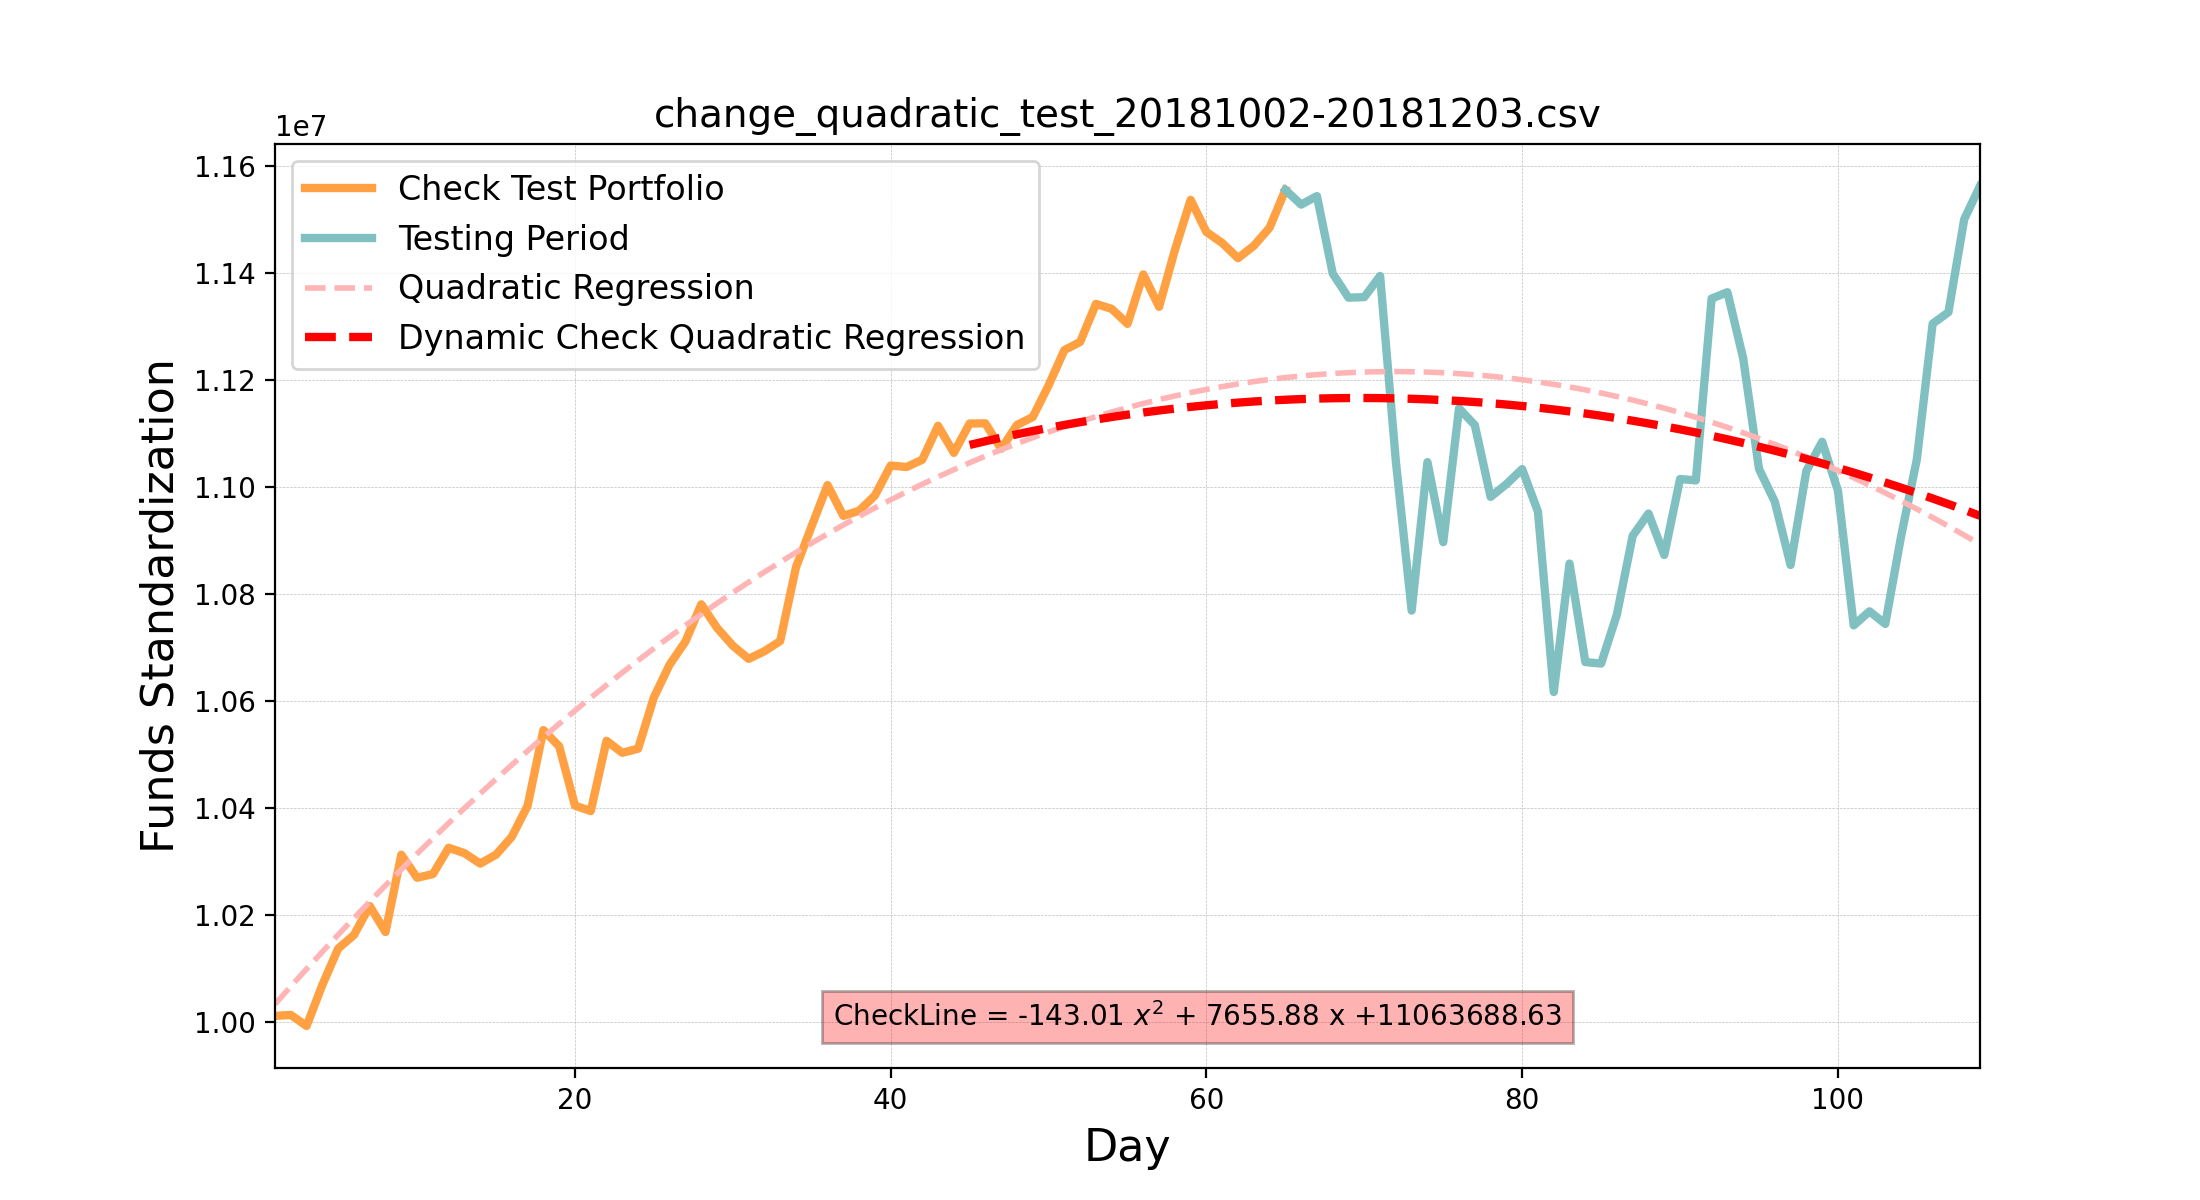 change_quadratic_test_20181002-20181203.csv
1e7
1.16
1.14
1.12
1.10
1.08
1.06
1.04
1.02
1.00
Funds Standardization
Check Test Portfolio
Testing Period
Quadratic Regression
Dynamic Check Quadratic Regression
CheckLine = -143.01 x² + 7655.88 x +11063688.63
20 40 60 80 100
Day